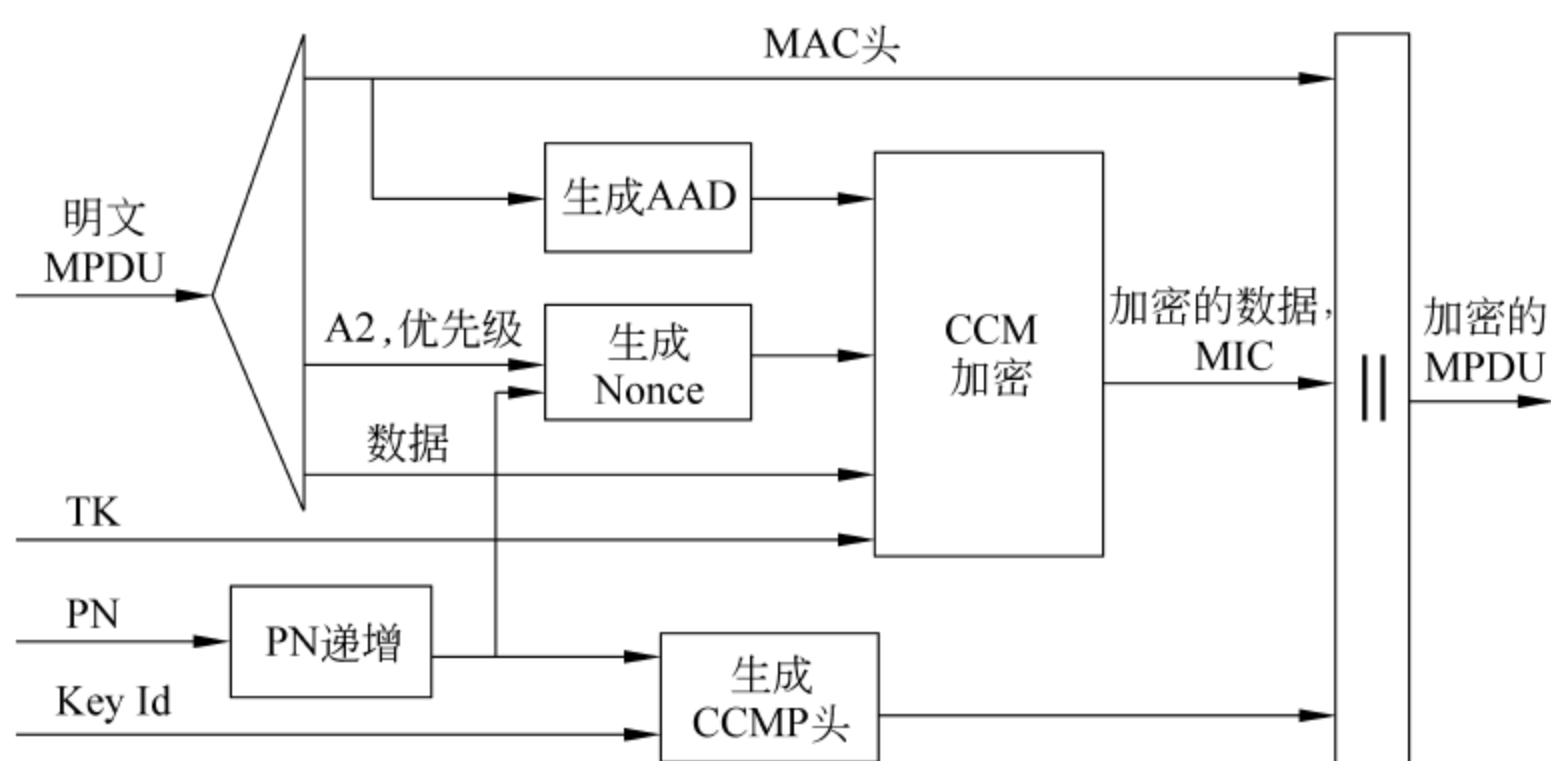 MAC头
明文
MPDU
生成AAD
A2,优先级
生成
Nonce
数据
CCM
加密
加密的数据,
MIC
||
加密的
MPDU
TK
PN
PN递增
Key Id
生成
CCMP头